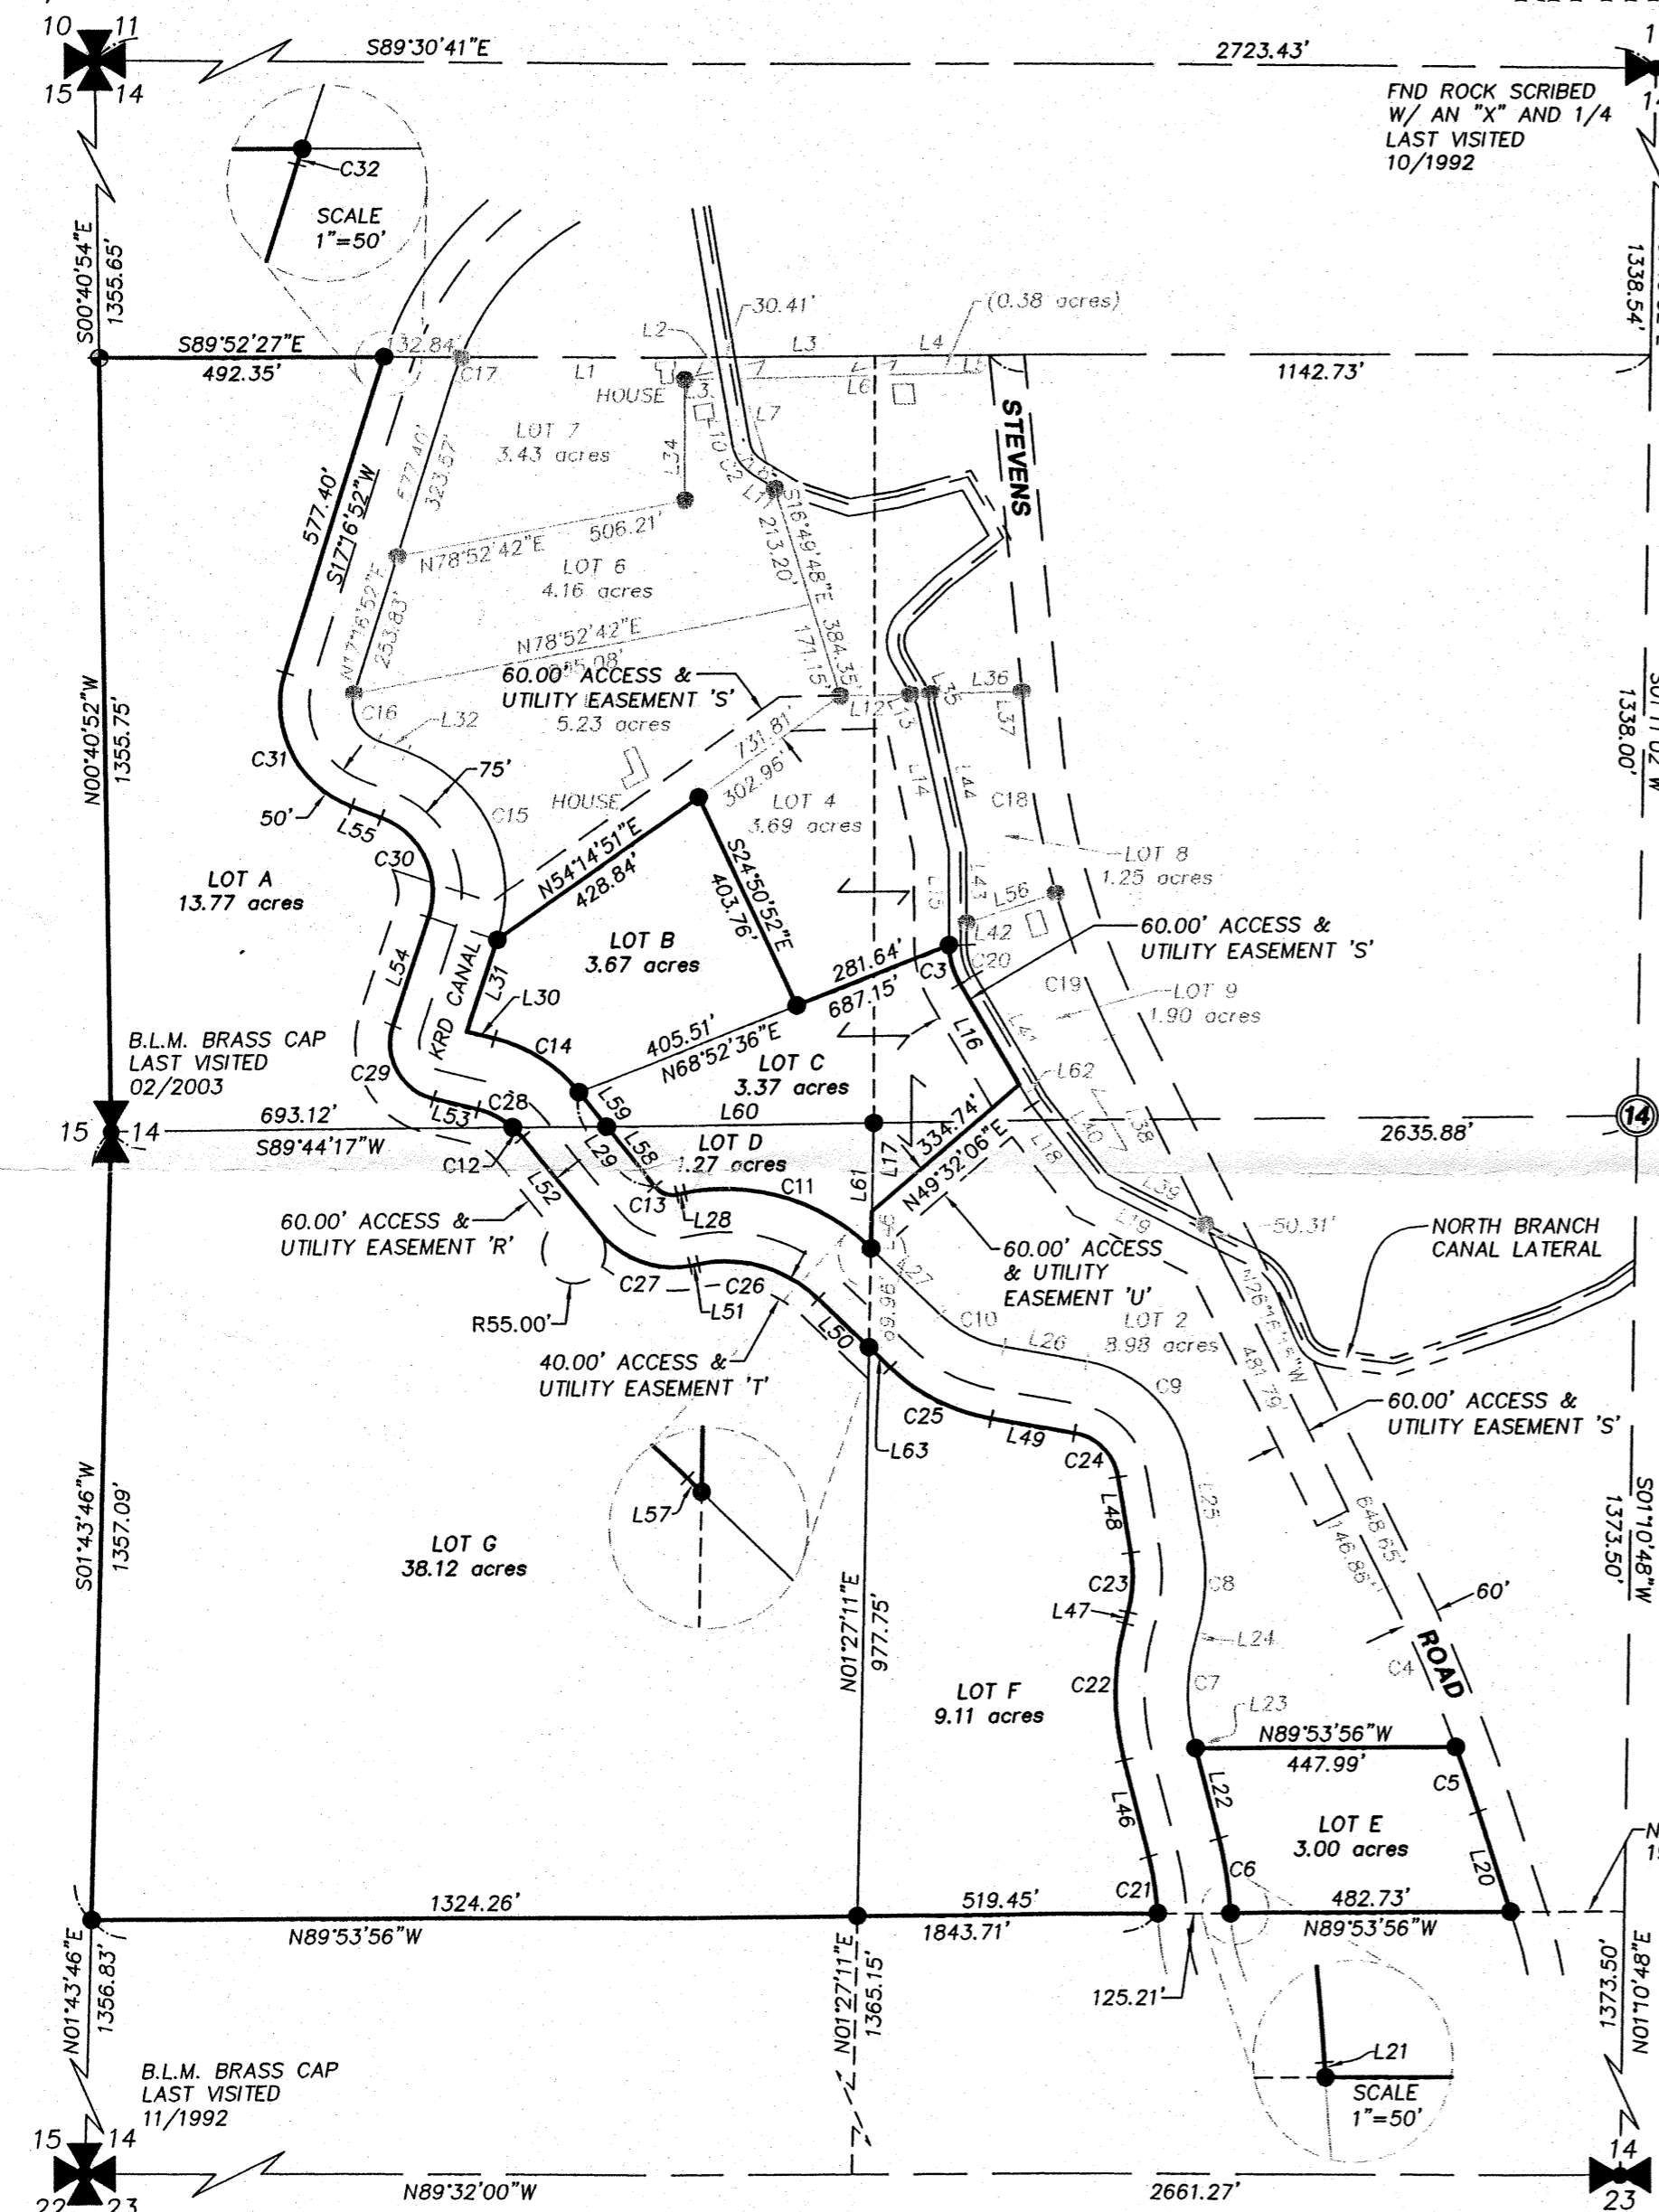 10 11
S89°30'41"E
2723.43'
15 14
FND ROCK SCRIBED
W/ AN "X" AND 1/4
LAST VISITED
10/1992
C32
SCALE
1"=50'
S00°40'54"E
1355.65'
1338.54'
30.41'
(0.38 acres)
L2
L3
L4
S89°52'27"E
132.84'
492.35'
C17
L1
L6
L5
1142.73'
HOUSE
L3
L7
STEVENS
LOT 7
3.43 acres
L34
577.40'
S17°16'52"W
577.40'
323.57'
506.21'
N78°52'42"E
S16°49'48"E
213.20'
384.35'
171.15'
LOT 6
4.16 acres
N17°16'52"E
253.83'
N78°52'42"E
60.00' ACCESS &
UTILITY EASEMENT 'S'
5.23 acres
L12
L13
L35
L36
L37
C16
L32
N00°40'52"W
1355.75'
1338.00'
C31
75'
731.81'
302.96'
L14
L44
C18
50'
L55
C15
HOUSE
LOT 4
3.69 acres
C30
N54°14'51"E
428.84'
S24°50'52"E
403.76'
LOT 8
1.25 acres
LOT A
13.77 acres
L43
L56
60.00' ACCESS &
UTILITY EASEMENT 'S'
LOT B
3.67 acres
L42
C3
C20
281.64'
687.15'
L54
KRD CANAL
L31
L30
C19
LOT 9
1.90 acres
B.L.M. BRASS CAP
LAST VISITED
02/2003
C14
405.51'
N68°52'36"E
L16
L41
C29
LOT C
3.37 acres
L62
693.12'
L53
C28
L59
L60
334.74'
N49°32'06"E
L40
L38
14
15 14
S89°44'17"W
2635.88'
LOT D
1.27 acres
C12
L29
L58
L61
L17
L18
L52
C13
C11
L39
L28
L19
60.00' ACCESS &
UTILITY EASEMENT 'R'
50.31'
NORTH BRANCH
CANAL LATERAL
60.00' ACCESS
& UTILITY
EASEMENT 'U'
C27
C26
L51
L27
69.96'
R55.00'
L50
C10
LOT 2
8.98 acres
L26
40.00' ACCESS &
UTILITY EASEMENT 'T'
481.79'
C9
60.00' ACCESS &
UTILITY EASEMENT 'S'
C25
L49
L63
C24
L57
L48
L25
S01°10'48"W
1373.50'
648.65'
146.86'
S01°43'46"W
1357.09'
LOT G
38.12 acres
C23
C8
L47
60'
L24
N01°27'11"E
977.75'
ROAD
C4
C22
C7
LOT F
9.11 acres
L23
N89°53'56"W
447.99'
C5
L46
L22
LOT E
3.00 acres
L20
C21
C6
1324.26'
519.45'
482.73'
N89°53'56"W
1843.71'
N89°53'56"W
N01°43'46"E
1356.83'
N01°27'11"E
1365.15'
125.21'
1373.50'
N01°10'48"E
L21
SCALE
1"=50'
B.L.M. BRASS CAP
LAST VISITED
11/1992
15 14
14
22 23
N89°32'00"W
2661.27'
23